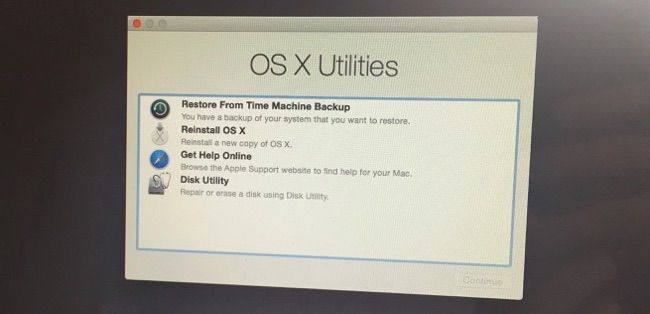 OS X Utilities
Restore From Time Machine Backup
You have a backup of your system that you want to restore.
Reinstall OS X
Reinstall a new copy of OS X.
Get Help Online
Browse the Apple Support website to find help for your Mac.
Disk Utility
Repair or erase a disk using Disk Utility.
Continue